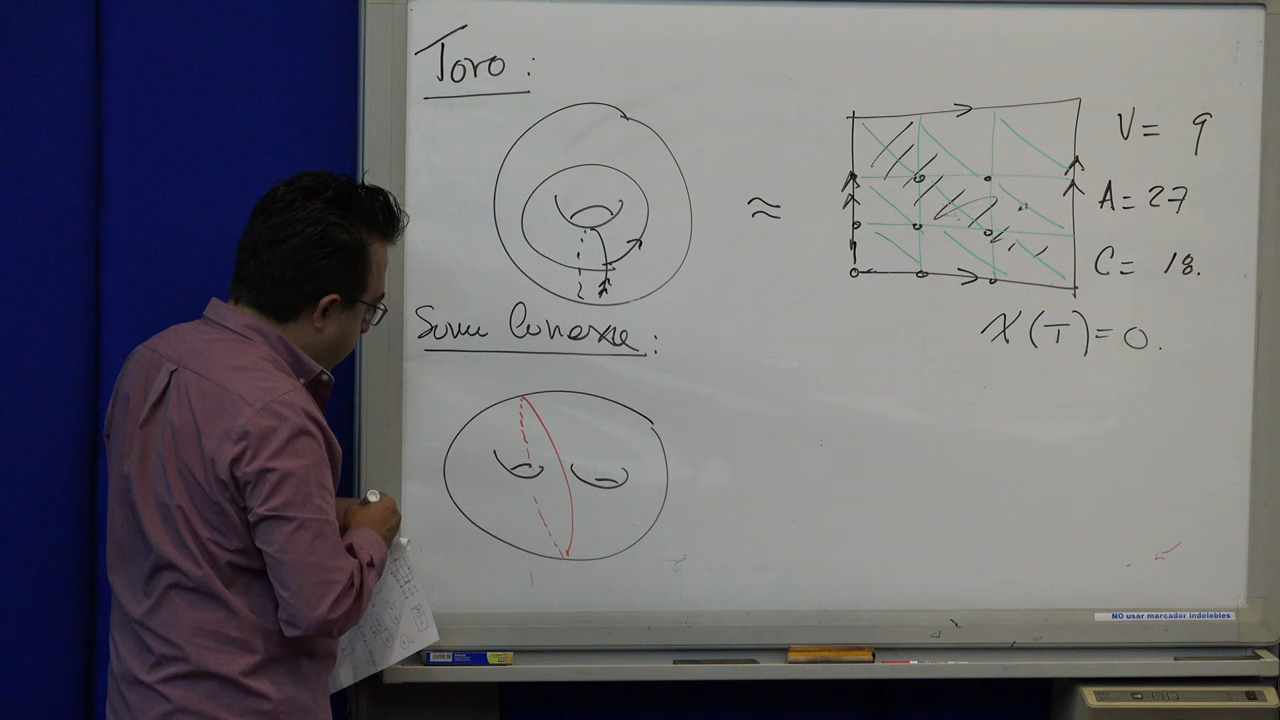 Toro:
≈
V = 9
A = 27
C = 18.
χ(T) = 0.
Suma Conexa:
NO usar marcador indelebles